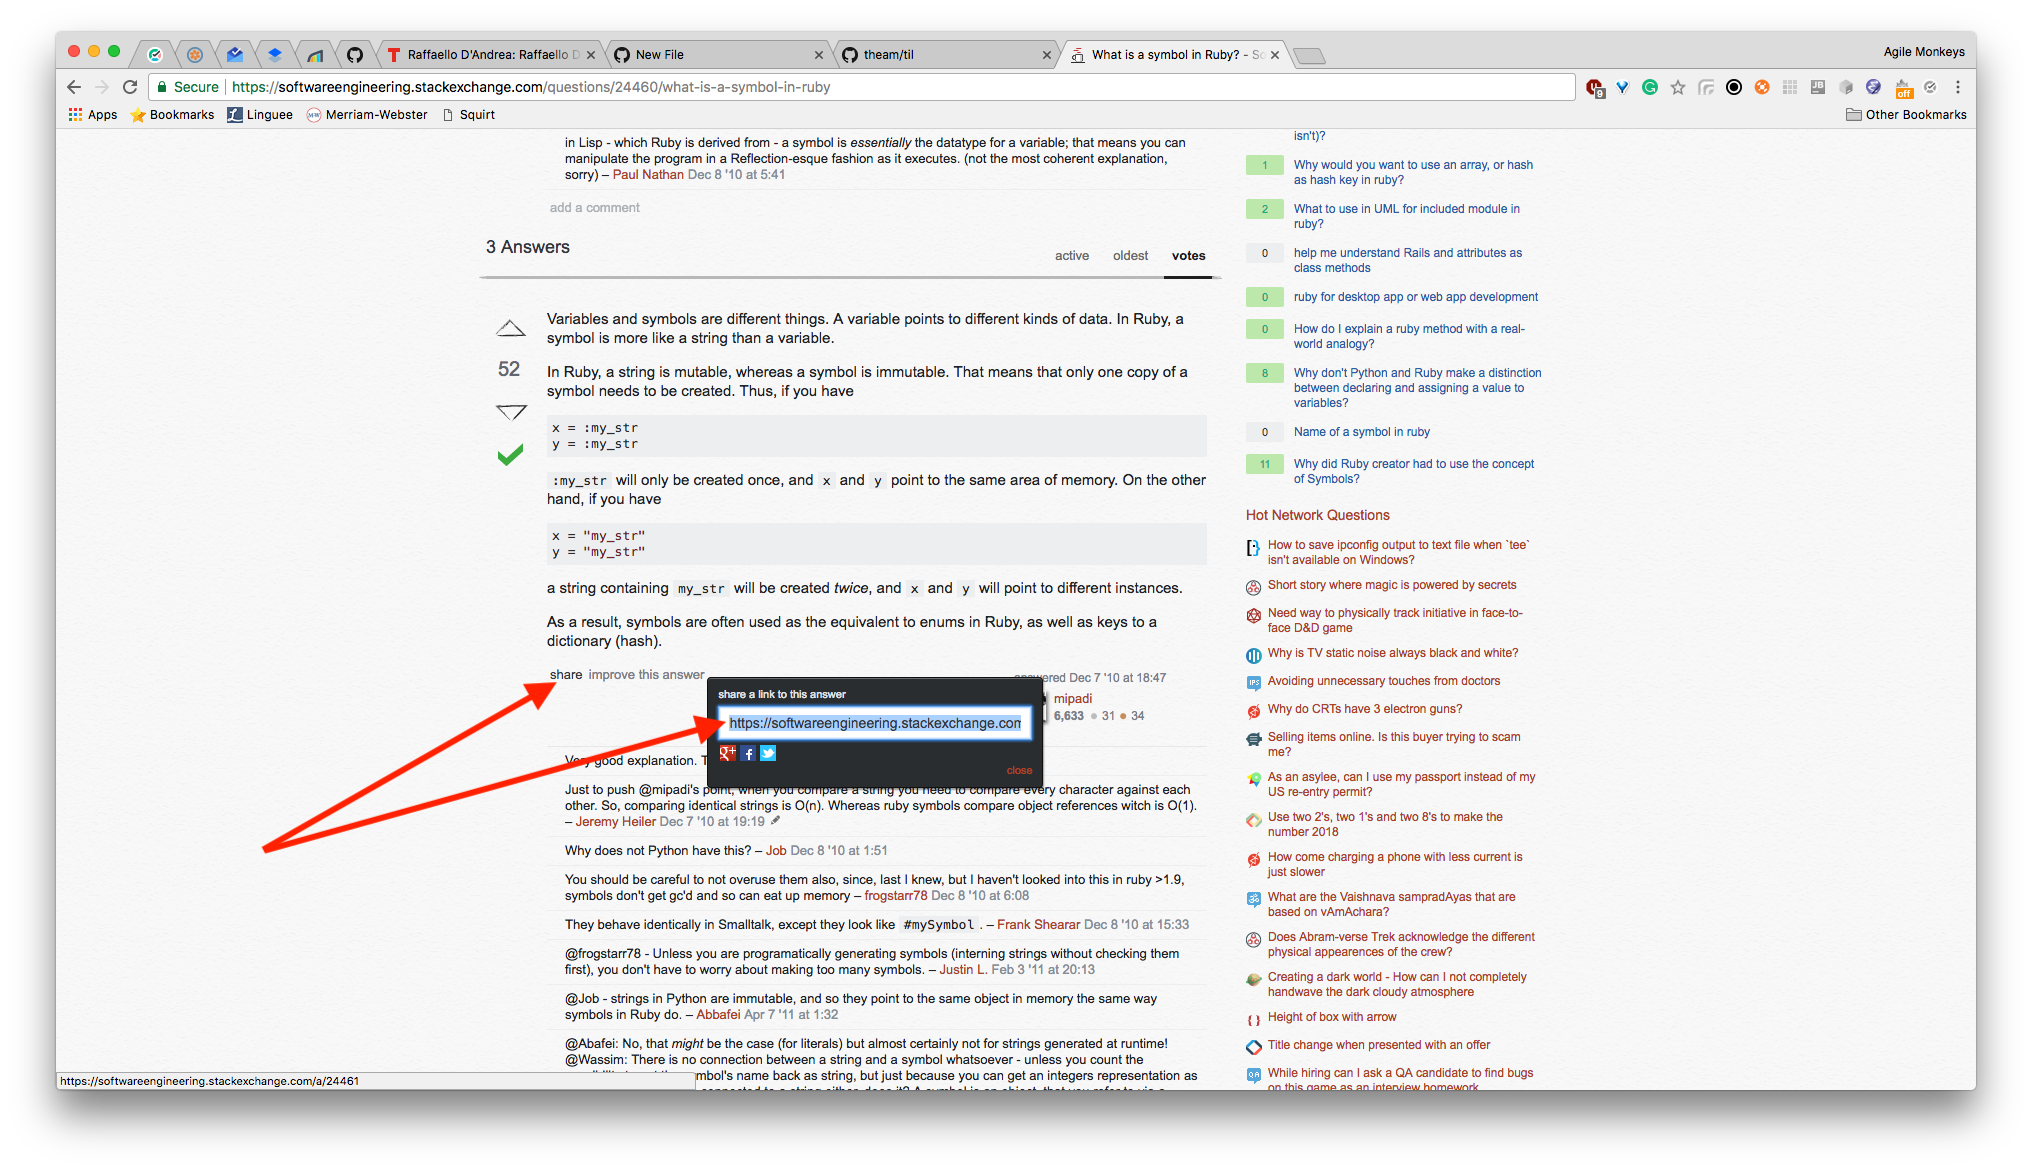 Raffaello D'Andrea: Raffaello D
New File
theam/til
What is a symbol in Ruby? - So
Agile Monkeys
Secure
https://softwareengineering.stackexchange.com/questions/24460/what-is-a-symbol-in-ruby
9
JB
off
Apps
Bookmarks
Linguee
M-W
Merriam-Webster
Squirt
Other Bookmarks
in Lisp - which Ruby is derived from - a symbol is essentially the datatype for a variable; that means you can
manipulate the program in a Reflection-esque fashion as it executes. (not the most coherent explanation,
sorry) – Paul Nathan Dec 8 '10 at 5:41
add a comment
3 Answers
active
oldest
votes
52
Variables and symbols are different things. A variable points to different kinds of data. In Ruby, a
symbol is more like a string than a variable.
In Ruby, a string is mutable, whereas a symbol is immutable. That means that only one copy of a
symbol needs to be created. Thus, if you have
x = :my_str
y = :my_str
:my_str will only be created once, and x and y point to the same area of memory. On the other
hand, if you have
x = "my_str"
y = "my_str"
a string containing my_str will be created twice, and x and y will point to different instances.
As a result, symbols are often used as the equivalent to enums in Ruby, as well as keys to a
dictionary (hash).
share improve this answer
answered Dec 7 '10 at 18:47
mipadi
6,633 31 34
share a link to this answer
https://softwareengineering.stackexchange.com
g+ f
close
Very good explanation. T
Just to push @mipadi's point, when you compare a string you need to compare every character against each
other. So, comparing identical strings is O(n). Whereas ruby symbols compare object references witch is O(1).
– Jeremy Heiler Dec 7 '10 at 19:19
Why does not Python have this? – Job Dec 8 '10 at 1:51
You should be careful to not overuse them also, since, last I knew, but I haven't looked into this in ruby >1.9,
symbols don't get gc'd and so can eat up memory – frogstarr78 Dec 8 '10 at 6:08
They behave identically in Smalltalk, except they look like #mySymbol . – Frank Shearar Dec 8 '10 at 15:33
@frogstarr78 - Unless you are programatically generating symbols (interning strings without checking them
first), you don't have to worry about making too many symbols. – Justin L. Feb 3 '11 at 20:13
@Job - strings in Python are immutable, and so they point to the same object in memory the same way
symbols in Ruby do. – Abbafei Apr 7 '11 at 1:32
@Abafei: No, that might be the case (for literals) but almost certainly not for strings generated at runtime!
@Wassim: There is no connection between a string and a symbol whatsoever - unless you count the
symbol's name back as string, but just because you can get an integers representation as
https://softwareengineering.stackexchange.com/a/24461
isn't)?
1 Why would you want to use an array, or hash
as hash key in ruby?
2 What to use in UML for included module in
ruby?
0 help me understand Rails and attributes as
class methods
0 ruby for desktop app or web app development
0 How do I explain a ruby method with a real-
world analogy?
8 Why don't Python and Ruby make a distinction
between declaring and assigning a value to
variables?
0 Name of a symbol in ruby
11 Why did Ruby creator had to use the concept
of Symbols?
Hot Network Questions
How to save ipconfig output to text file when `tee`
isn't available on Windows?
Short story where magic is powered by secrets
Need way to physically track initiative in face-to-
face D&D game
Why is TV static noise always black and white?
Avoiding unnecessary touches from doctors
Why do CRTs have 3 electron guns?
Selling items online. Is this buyer trying to scam
me?
As an asylee, can I use my passport instead of my
US re-entry permit?
Use two 2's, two 1's and two 8's to make the
number 2018
How come charging a phone with less current is
just slower
What are the Vaishnava sampradAyas that are
based on vAmAchara?
Does Abram-verse Trek acknowledge the different
physical appearences of the crew?
Creating a dark world - How can I not completely
handwave the dark cloudy atmosphere
Height of box with arrow
Title change when presented with an offer
While hiring can I ask a QA candidate to find bugs
on this game as an interview homework